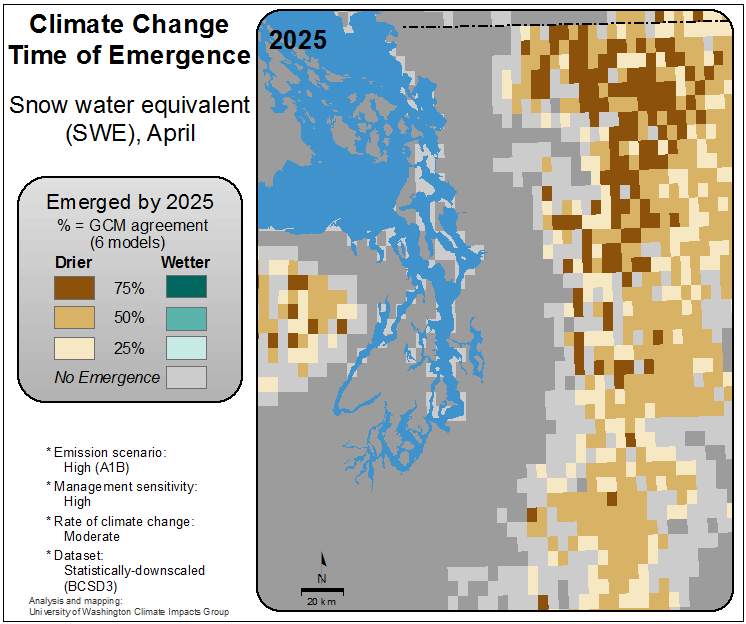 Climate Change
Time of Emergence
Snow water equivalent
(SWE), April
Emerged by 2025
% = GCM agreement
(6 models)
Drier Wetter
75%
50%
25%
No Emergence
* Emission scenario:
High (A1B)
* Management sensitivity:
High
* Rate of climate change:
Moderate
* Dataset:
Statistically-downscaled
(BCSD3)
Analysis and mapping:
University of Washington Climate Impacts Group
2025
N
20 km